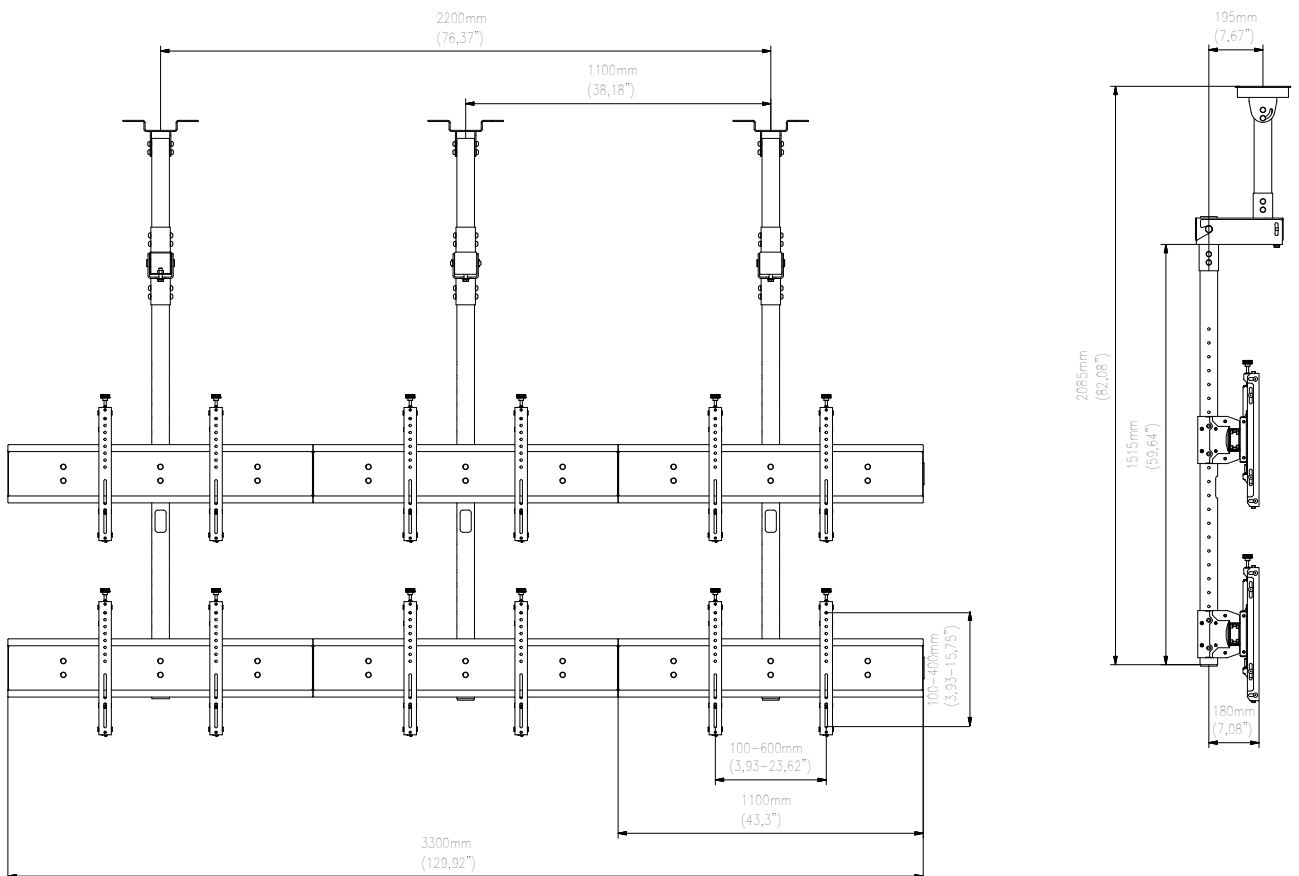 2200mm
(76,37")
1100mm
(38,18")
195mm
(7,67")
2085mm
(82,08")
1515mm
(59,64")
100-400mm
(3,93-15,75")
180mm
(7,08")
100-600mm
(3,93-23,62")
1100mm
(43,3")
3300mm
(129,92")